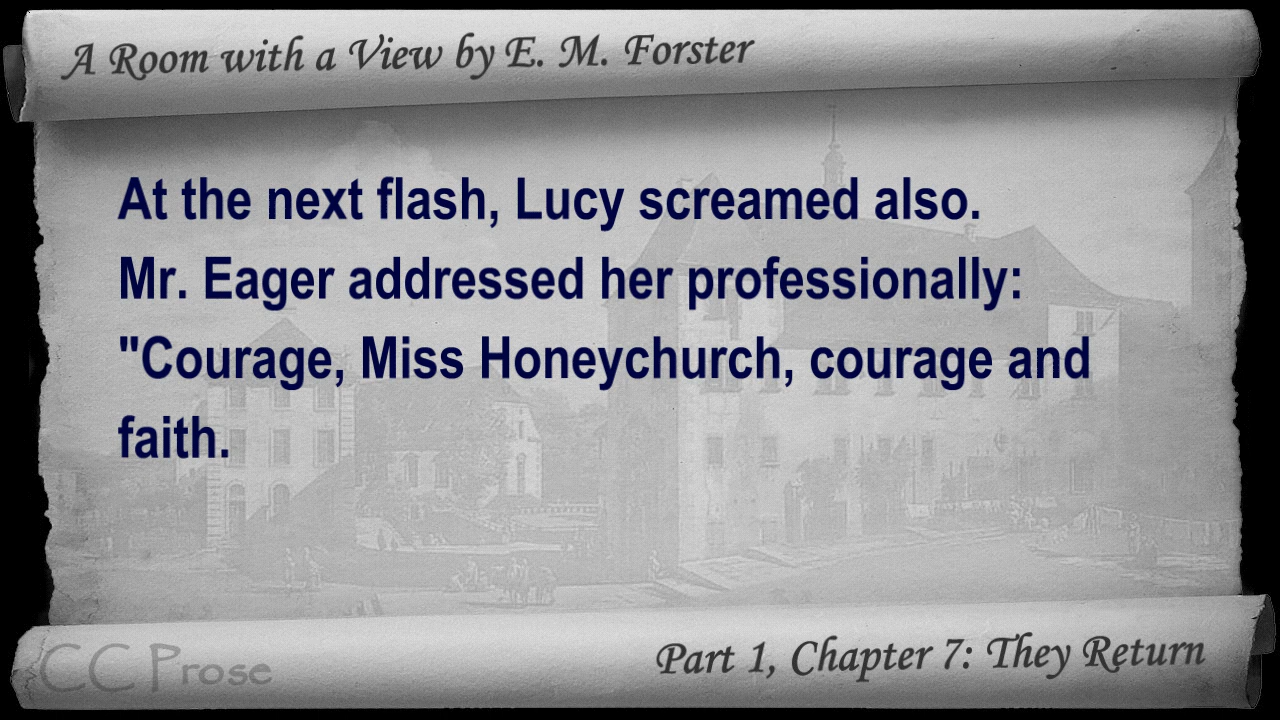 A Room with a View by E. M. Forster
At the next flash, Lucy screamed also.
Mr. Eager addressed her professionally:
"Courage, Miss Honeychurch, courage and
faith.
CC Prose
Part 1, Chapter 7: They Return